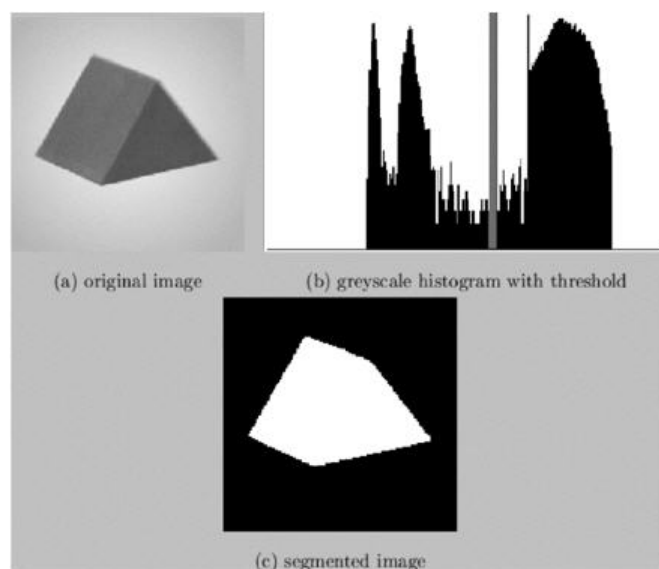 (a) original image
(b) greyscale histogram with threshold
(c) segmented image